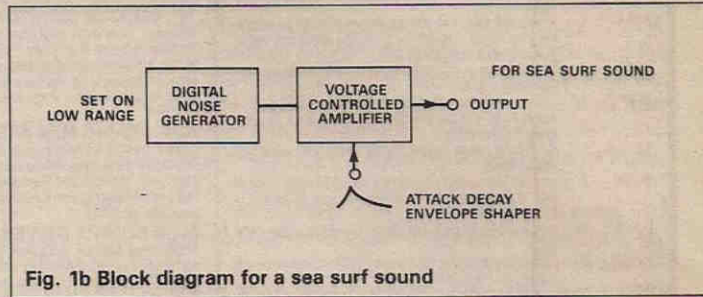 FOR SEA SURF SOUND
SET ON
LOW RANGE
DIGITAL
NOISE
GENERATOR
VOLTAGE
CONTROLLED
AMPLIFIER
OUTPUT
ATTACK DECAY
ENVELOPE SHAPER
Fig. 1b Block diagram for a sea surf sound